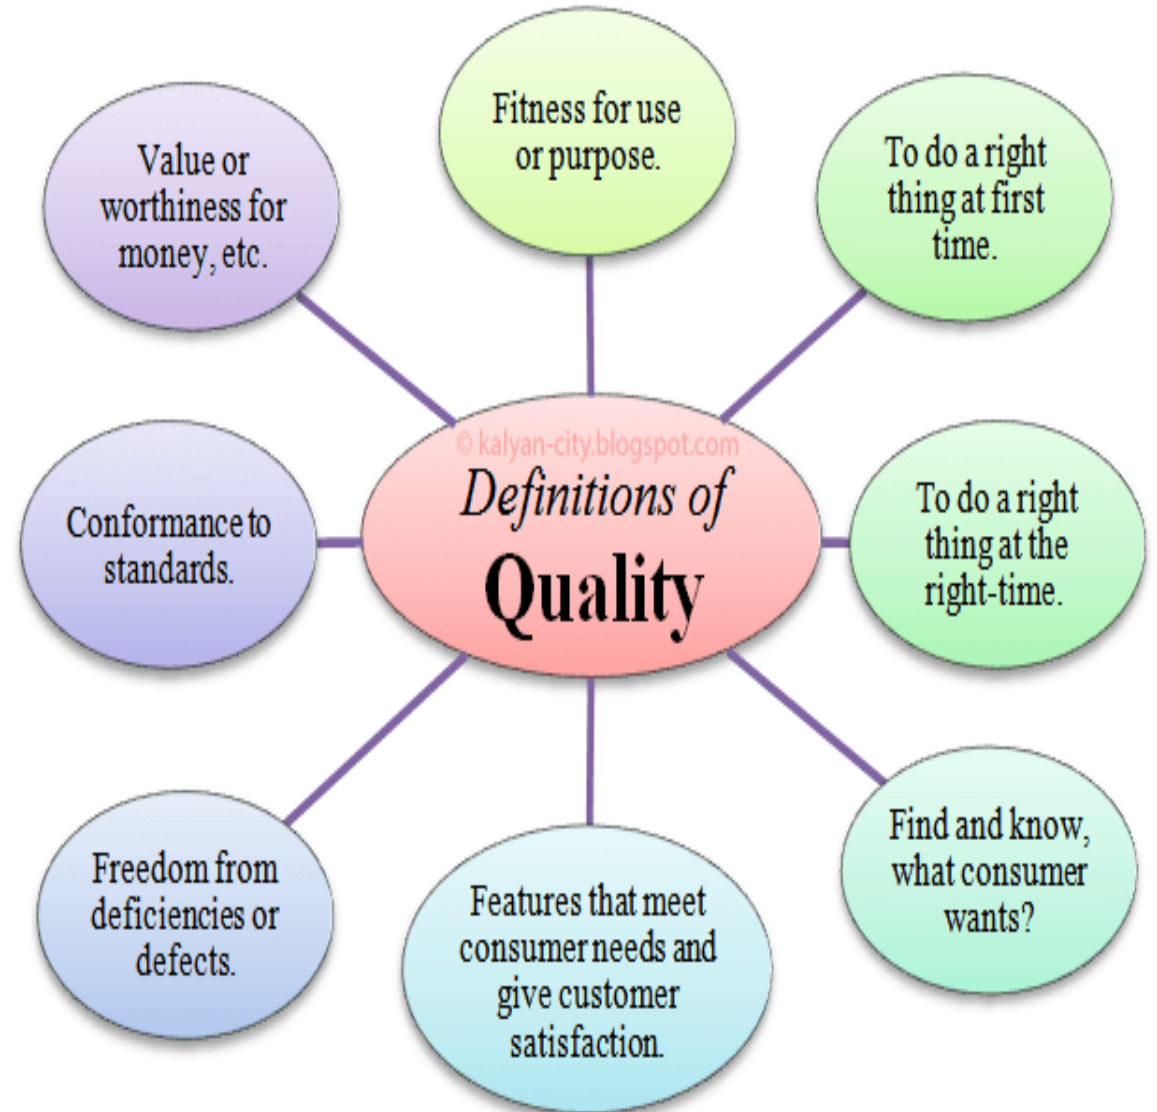 Fitness for use
or purpose.
To do a right
thing at first
time.
To do a right
thing at the
right-time.
Find and know,
what consumer
wants?
Features that meet
consumer needs and
give customer
satisfaction.
Freedom from
deficiencies or
defects.
Conformance to
standards.
Value or
worthiness for
money, etc.
© kalyan-city.blogspot.com
Definitions of
Quality